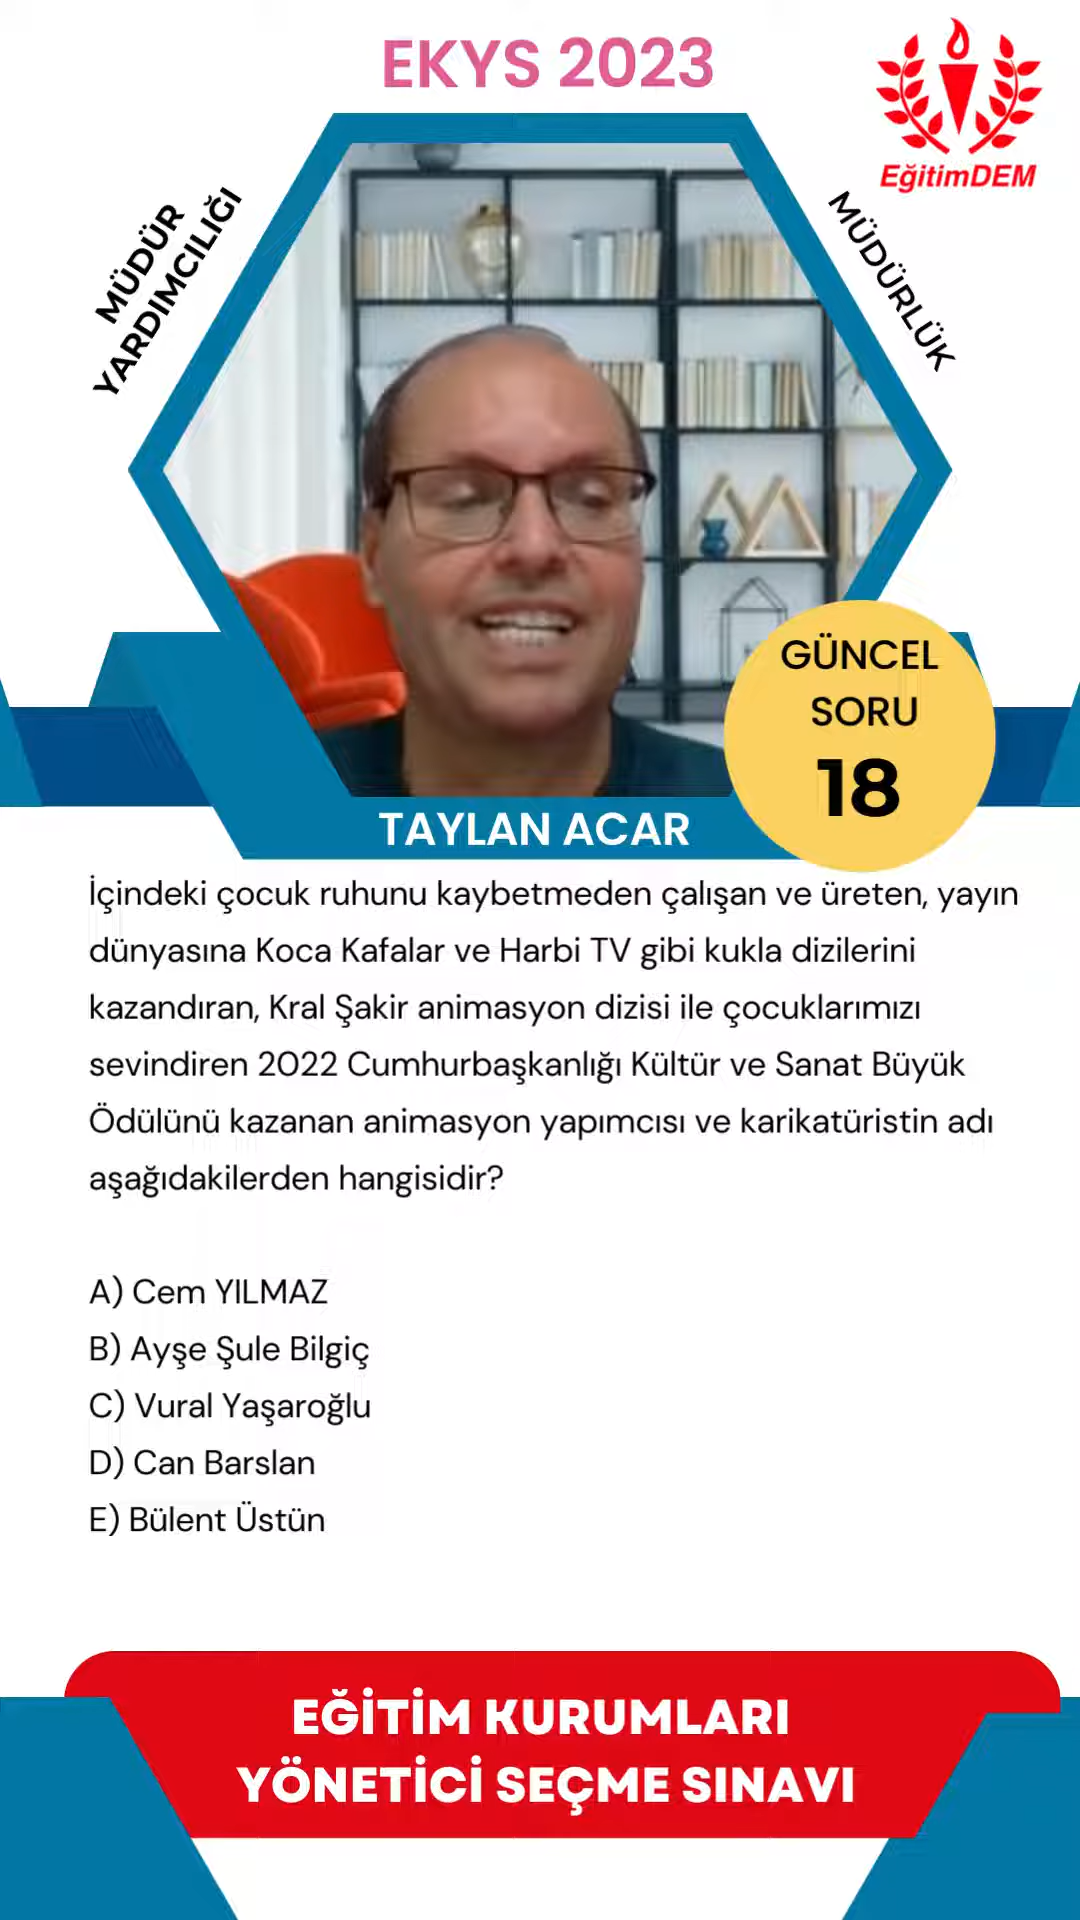 EKYS 2023
EğitimDEM
MÜDÜR
YARDIMCILIĞI
MÜDÜRLÜK
GÜNCEL
SORU
18
TAYLAN ACAR
İçindeki çocuk ruhunu kaybetmeden çalışan ve üreten, yayın
dünyasına Koca Kafalar ve Harbi TV gibi kukla dizilerini
kazandıran, Kral Şakir animasyon dizisi ile çocuklarımızı
sevindiren 2022 Cumhurbaşkanlığı Kültür ve Sanat Büyük
Ödülünü kazanan animasyon yapımcısı ve karikatüristin adı
aşağıdakilerden hangisidir?
A) Cem YILMAZ
B) Ayşe Şule Bilgiç
C) Vural Yaşaroğlu
D) Can Barslan
E) Bülent Üstün
EĞİTİM KURUMLARI
YÖNETİCİ SEÇME SINAVI